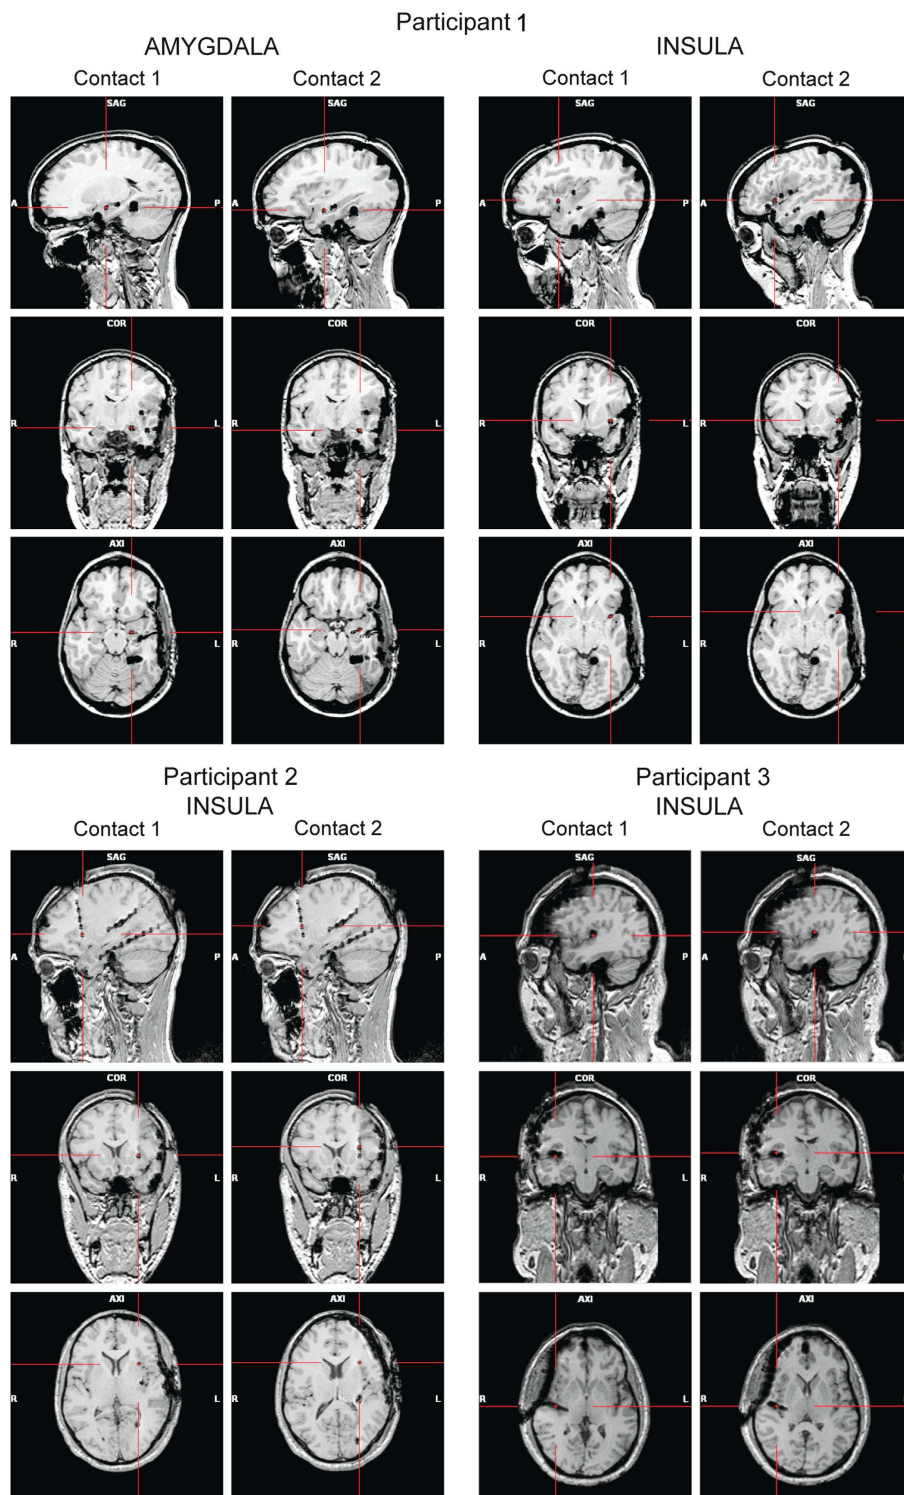 Participant 1
AMYGDALA INSULA
Contact 1 Contact 2 Contact 1 Contact 2
SAG SAG SAG SAG
A P A P A
COR COR COR COR
R L R L R
AXI AXI AXI AXI
R L R L R
Participant 2 Participant 3
INSULA INSULA
Contact 1 Contact 2 Contact 1 Contact 2
SAG SAG SAG SAG
A P A P A
COR COR COR COR
R L R L R
AXI AXI AXI AXI
R L R L R